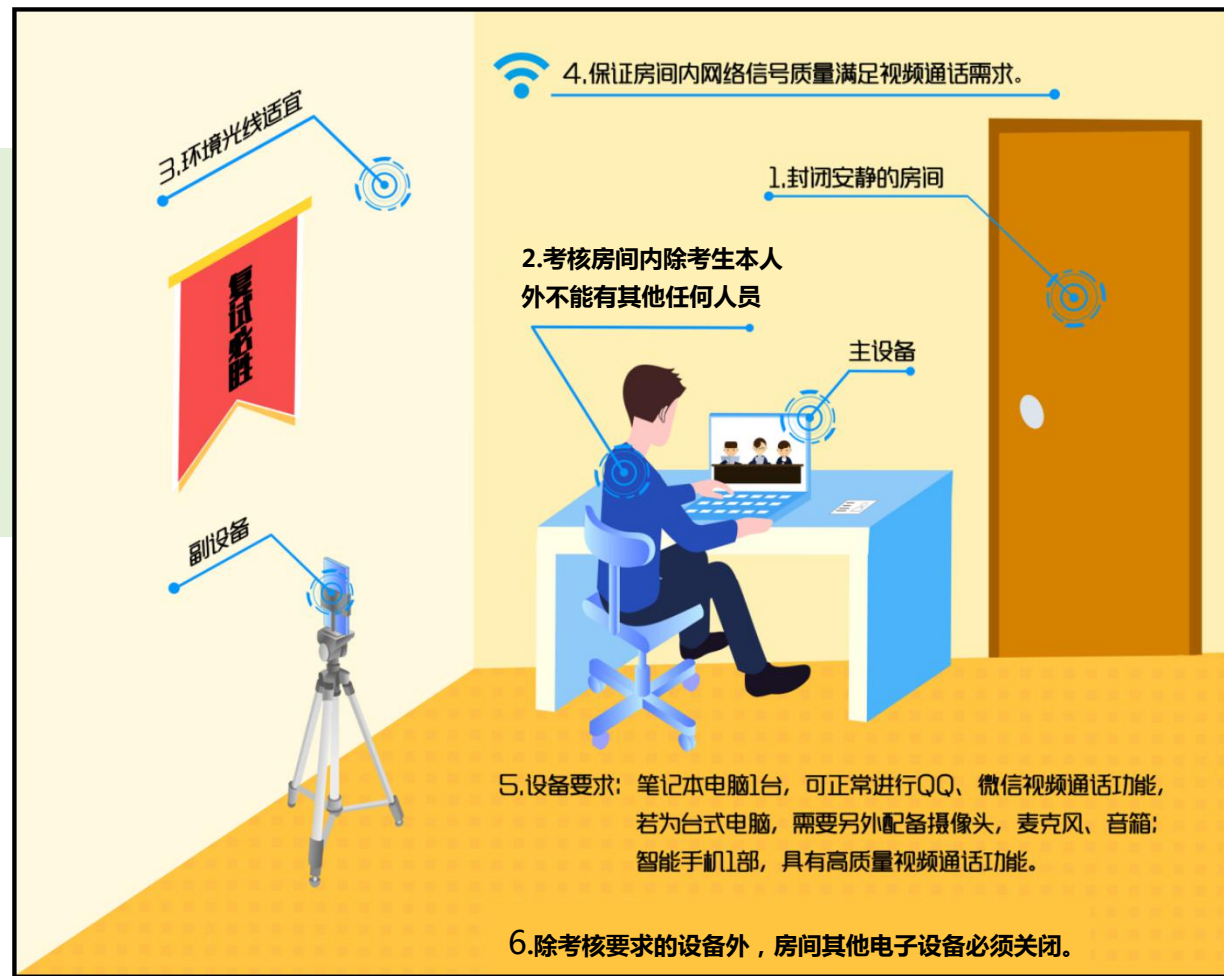 4.保证房间内网络信号质量满足视频通话需求。
3.环境光线适宜
1.封闭安静的房间
2.考核房间内除考生本人
外不能有其他任何人员
复试必胜
主设备
副设备
5.设备要求：笔记本电脑1台，可正常进行QQ、微信视频通话功能，
若为台式电脑，需要另外配备摄像头，麦克风、音箱；
智能手机1部，具有高质量视频通话功能。
6.除考核要求的设备外，房间其他电子设备必须关闭。